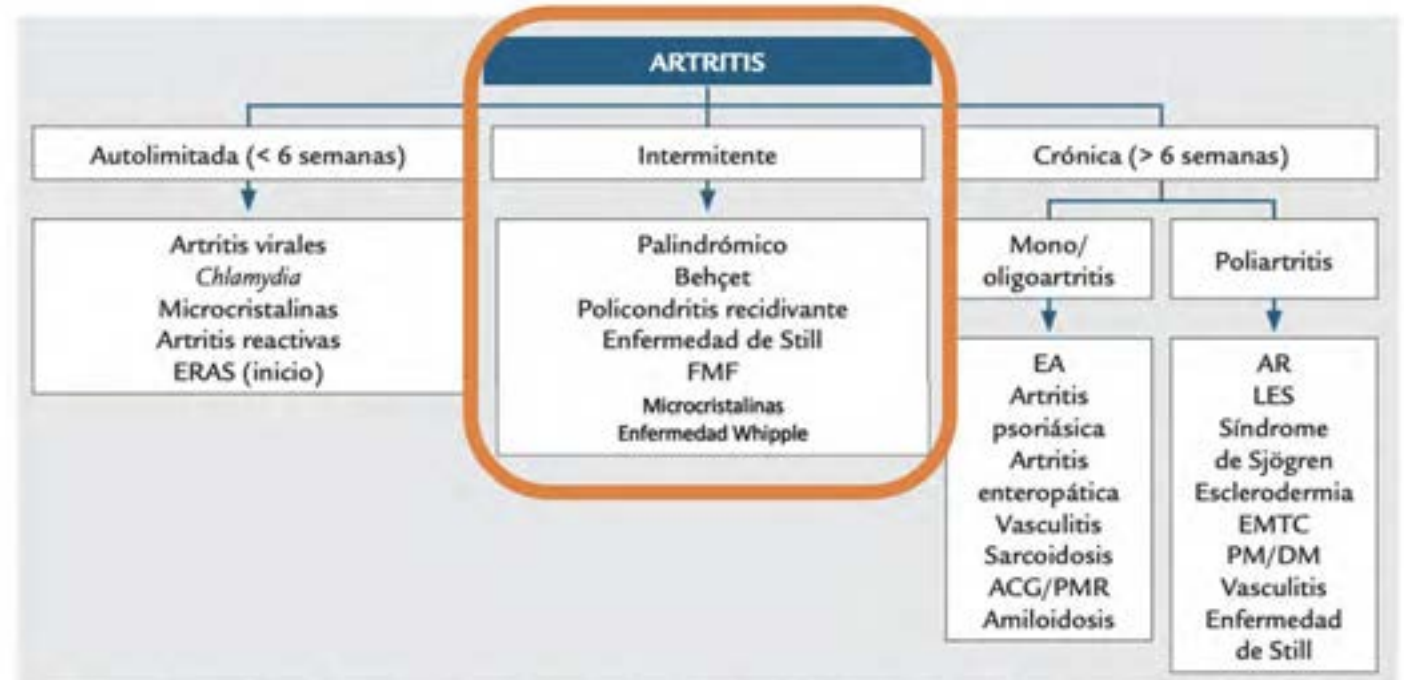 ARTRITIS
Autolimitada (< 6 semanas)
Intermitente
Crónica (> 6 semanas)
Artritis virales
Chlamydia
Microcristalinas
Artritis reactivas
ERAS (inicio)
Palindrómico
Behçet
Policondritis recidivante
Enfermedad de Still
FMF
Microcristalinas
Enfermedad Whipple
Mono/
oligoartritis
Poliartritis
EA
Artritis
psoriásica
Artritis
enteropática
Vasculitis
Sarcoidosis
ACG/PMR
Amiloidosis
AR
LES
Síndrome
de Sjögren
Esclerodermia
EMTC
PM/DM
Vasculitis
Enfermedad
de Still